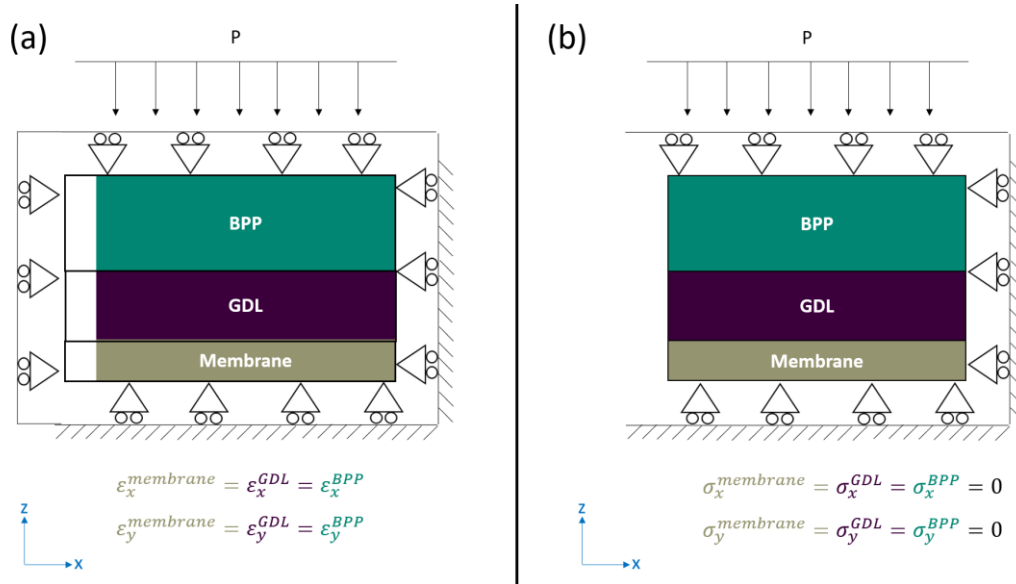 (a)
P
BPP
GDL
Membrane
ε_x^{membrane} = ε_x^{GDL} = ε_x^{BPP}
ε_y^{membrane} = ε_y^{GDL} = ε_y^{BPP}
Z
X
(b)
P
BPP
GDL
Membrane
σ_x^{membrane} = σ_x^{GDL} = σ_x^{BPP} = 0
σ_y^{membrane} = σ_y^{GDL} = σ_y^{BPP} = 0
Z
X